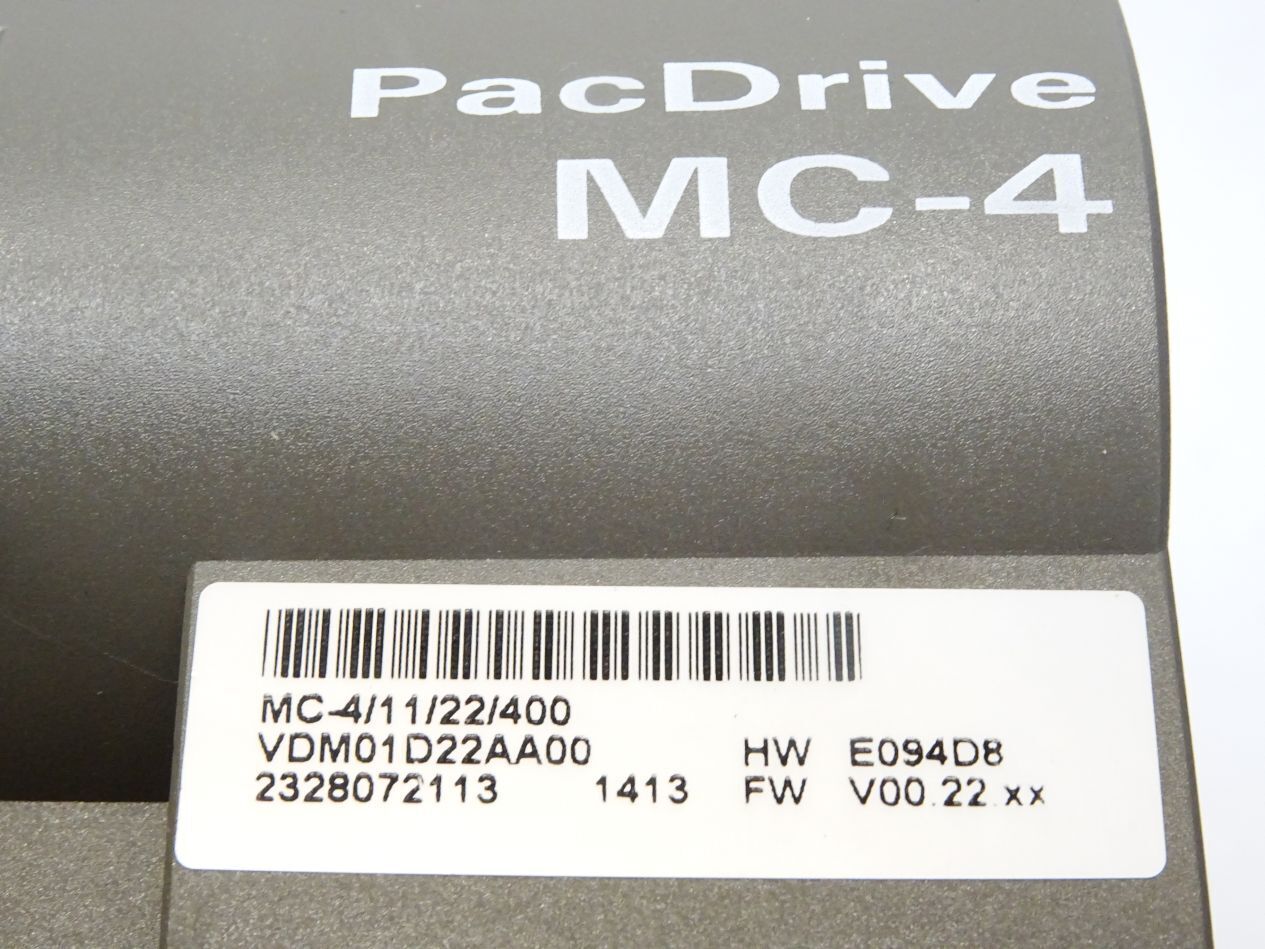 PacDrive
MC-4
MC-4/11/22/400
VDM01D22AA00 HW E094D8
2328072113 1413 FW V00.22.xx